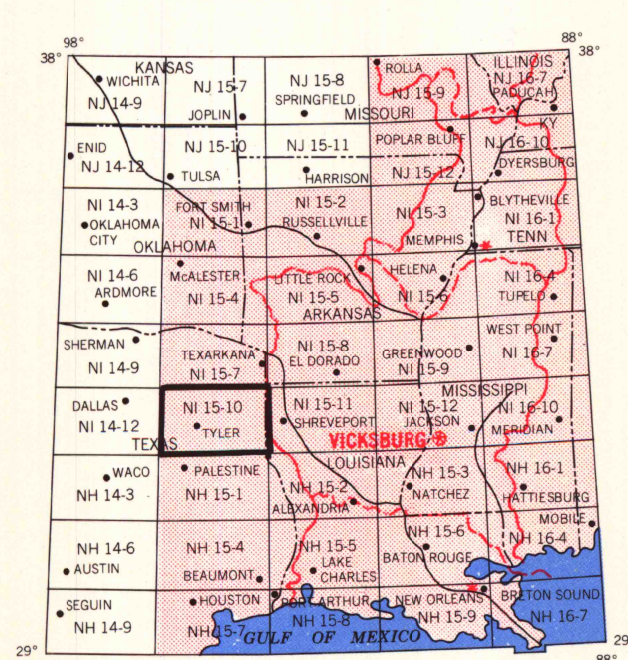 98°
88°
38°
38°
KANSAS
WICHITA
NJ 14-9
NJ 15-7
JOPLIN
NJ 15-8
SPRINGFIELD
MISSOURI
ROLLA
NJ 15-9
ILLINOIS
NJ 16-7
PADUCAH
KY
ENID
NJ 14-12
NJ 15-10
TULSA
NJ 15-11
HARRISON
POPLAR BLUFF
NJ 15-12
NJ 16-10
DYERSBURG
NI 14-3
OKLAHOMA
CITY
FORT SMITH
NI 15-1
OKLAHOMA
NI 15-2
RUSSELLVILLE
NI 15-3
MEMPHIS
BLYTHEVILLE
NI 16-1
TENN
NI 14-6
ARDMORE
McALESTER
NI 15-4
LITTLE ROCK
NI 15-5
ARKANSAS
HELENA
NI 15-6
NI 16-4
TUPELO
SHERMAN
NI 14-9
TEXARKANA
NI 15-7
NI 15-8
EL DORADO
GREENWOOD
NI 15-9
WEST POINT
NI 16-7
MISSISSIPPI
DALLAS
NI 14-12
TEXAS
NI 15-10
TYLER
NI 15-11
SHREVEPORT
NI 15-12
JACKSON
VICKSBURG
NI 16-10
MERIDIAN
LOUISIANA
WACO
NH 14-3
PALESTINE
NH 15-1
NH 15-2
ALEXANDRIA
NH 15-3
NATCHEZ
NH 16-1
HATTIESBURG
MOBILE
NH 16-4
NH 14-6
AUSTIN
NH 15-4
BEAUMONT
NH 15-5
LAKE
CHARLES
NH 15-6
BATON ROUGE
SEGUIN
NH 14-9
HOUSTON
NH 15-7
PORT ARTHUR
NH 15-8
NEW ORLEANS
NH 15-9
BRETON SOUND
NH 16-7
GULF OF MEXICO
29°
29
88°